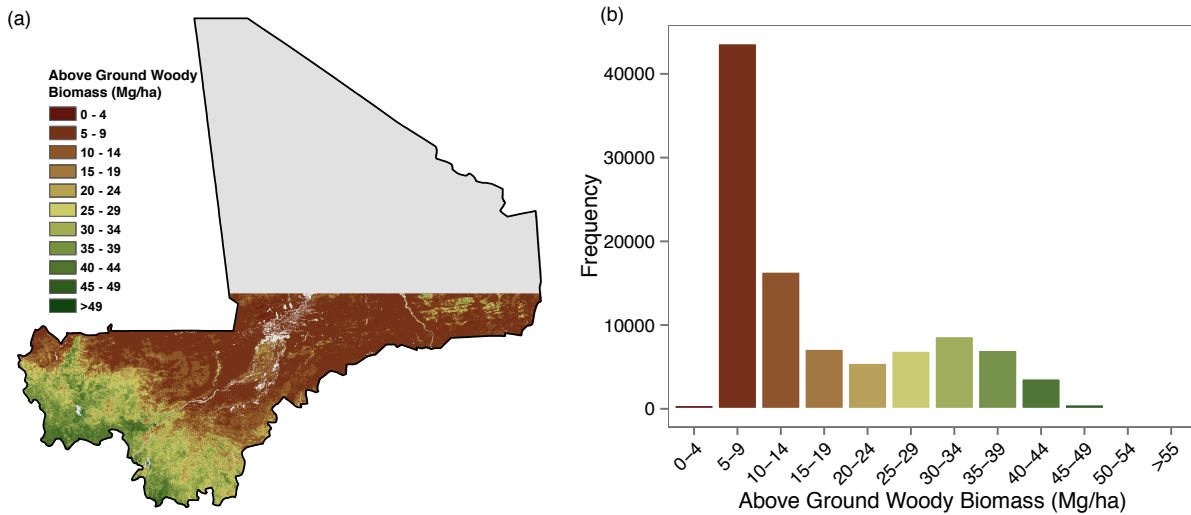 (a)
Above Ground Woody
Biomass (Mg/ha)
0 - 4
5 - 9
10 - 14
15 - 19
20 - 24
25 - 29
30 - 34
35 - 39
40 - 44
45 - 49
>49
(b)
Frequency
40000
30000
20000
10000
0
0–4
5–9
10–14
15–19
20–24
25–29
30–34
35–39
40–44
45–49
50–54
>55
Above Ground Woody Biomass (Mg/ha)